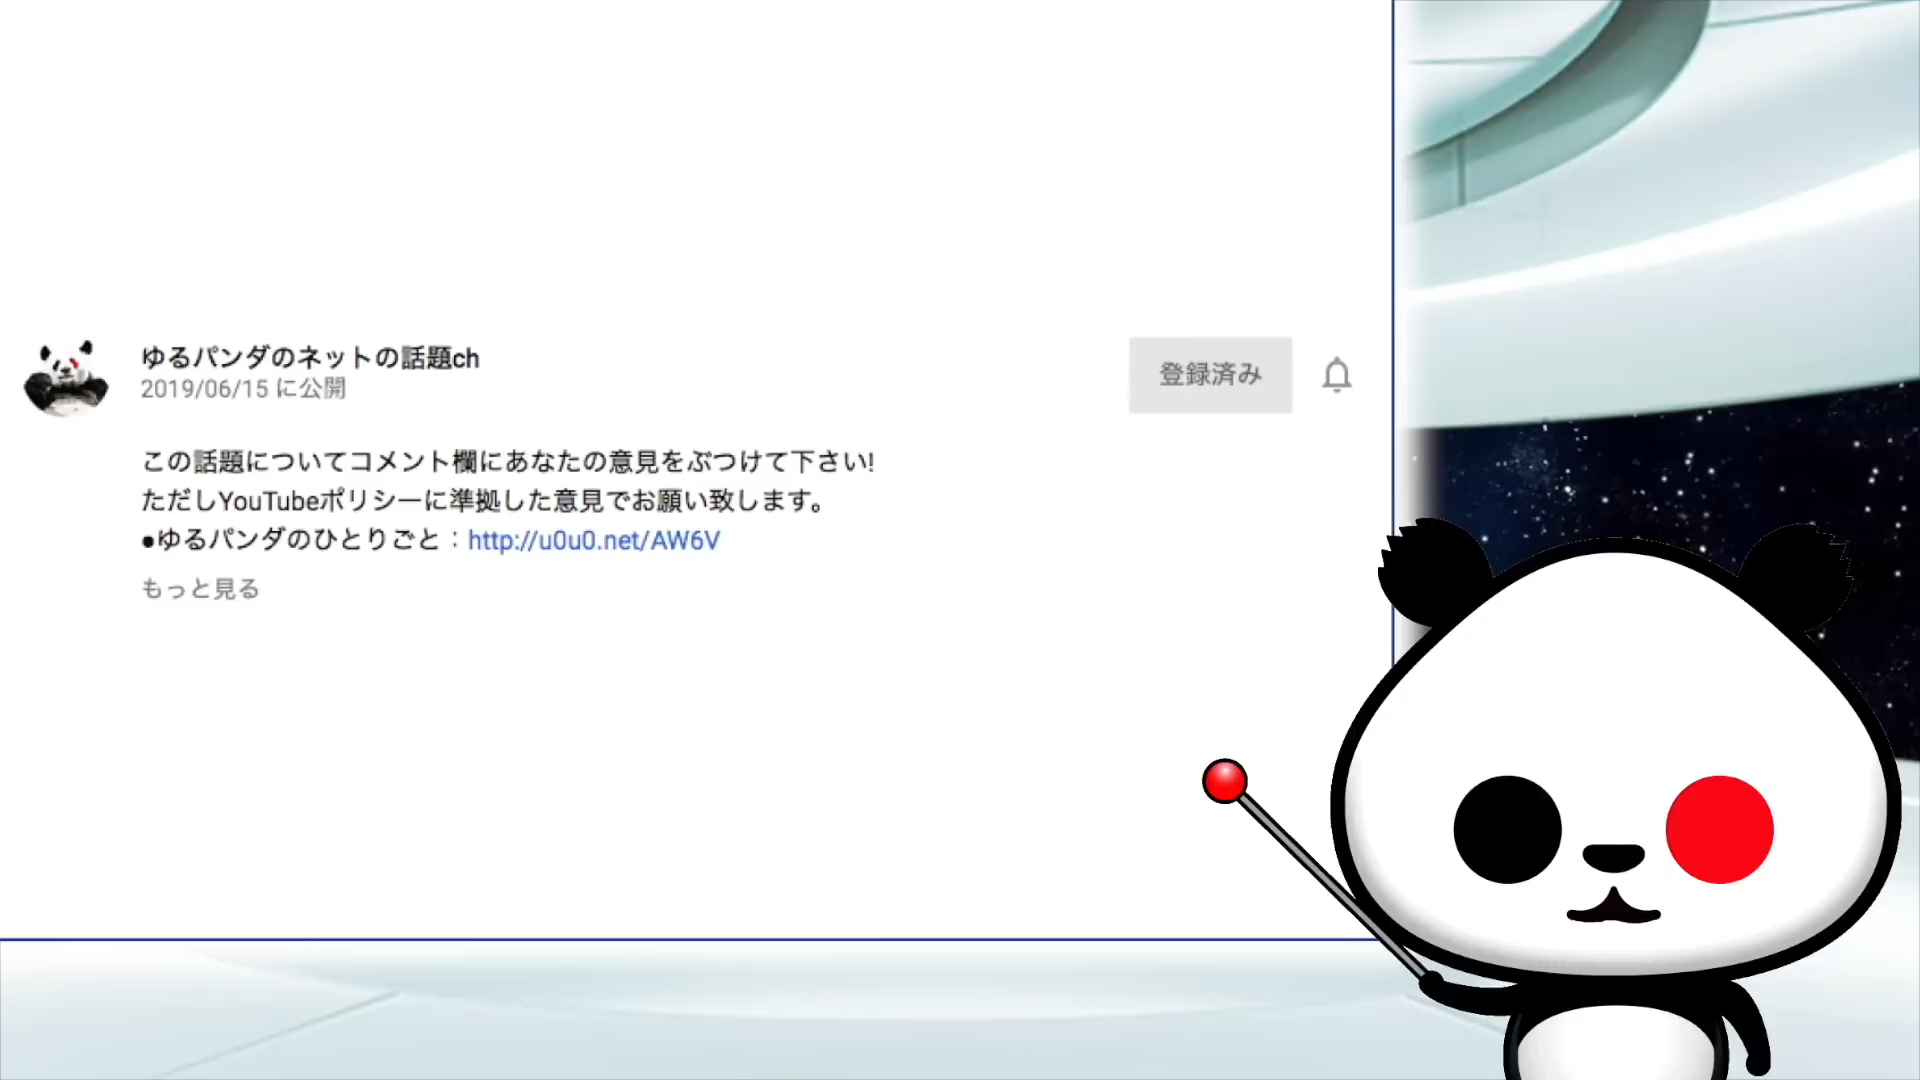 ゆるパンダのネットの話題ch
2019/06/15 に公開
登録済み
この話題についてコメント欄にあなたの意見をぶつけて下さい!
ただしYouTubeポリシーに準拠した意見でお願い致します。
●ゆるパンダのひとりごと：http://u0u0.net/AW6V
もっと見る